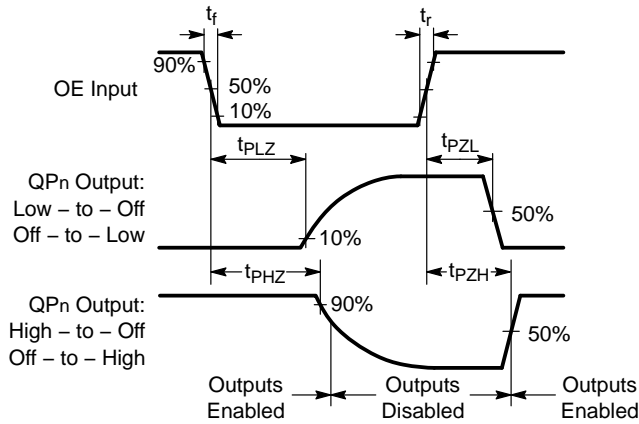 tf
tr
90%
OE Input
50%
10%
tPLZ
tPZL
QPn Output:
Low – to – Off
Off – to – Low
50%
10%
tPHZ
tPZH
QPn Output:
High – to – Off
Off – to – High
90%
50%
Outputs Enabled
Outputs Disabled
Outputs Enabled